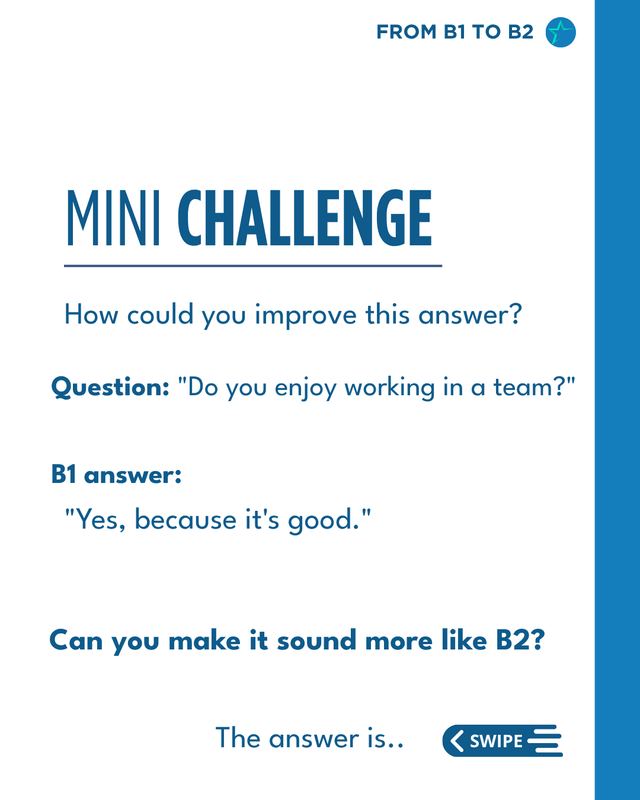 FROM B1 TO B2
MINI CHALLENGE
How could you improve this answer?
Question: "Do you enjoy working in a team?"
B1 answer:
"Yes, because it's good."
Can you make it sound more like B2?
The answer is..
SWIPE